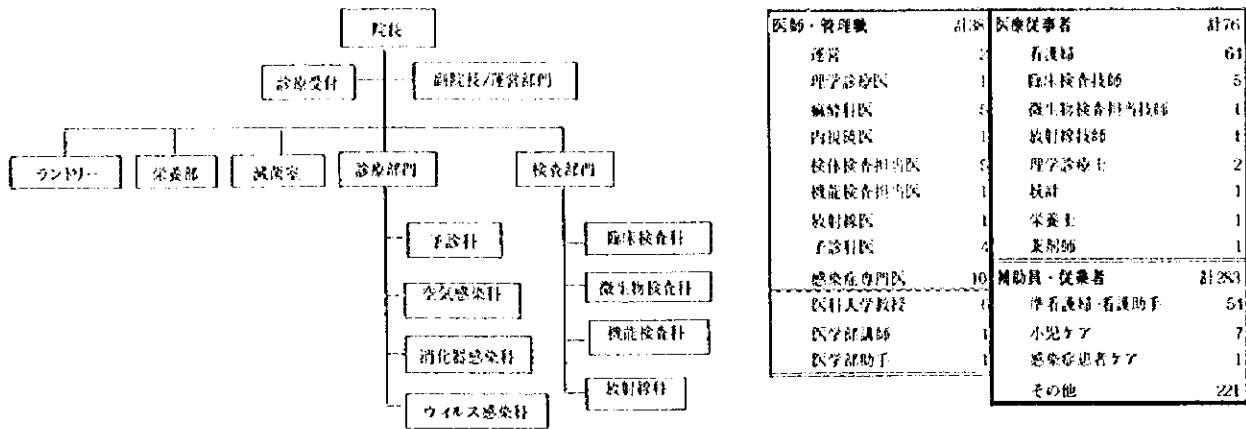 院長
診療受付
副院長/運営部門
ランドリー
栄養部
滅菌室
診療部門
検査部門
予診科
空気感染科
消化器感染科
ウイルス感染科
臨床検査科
微生物検査科
機能検査科
放射線科
医師・管理職 計38
運営
理学診療医 1
病棟科医 5
内視鏡医 1
検体検査担当医
機能検査担当医 1
放射線医 1
予診科医 4
感染症専門医 10
医科大学教授 6
医学部講師 1
医学部助手 1
医療従事者 計76
看護婦 61
臨床検査技師 5
微生物検査担当技師 1
放射線技師
理学診療士 2
統計 1
栄養士 1
薬剤師 1
補助員・従業者 計283
準看護婦・看護助手 54
小児ケア 7
感染症患者ケア 1
その他 221